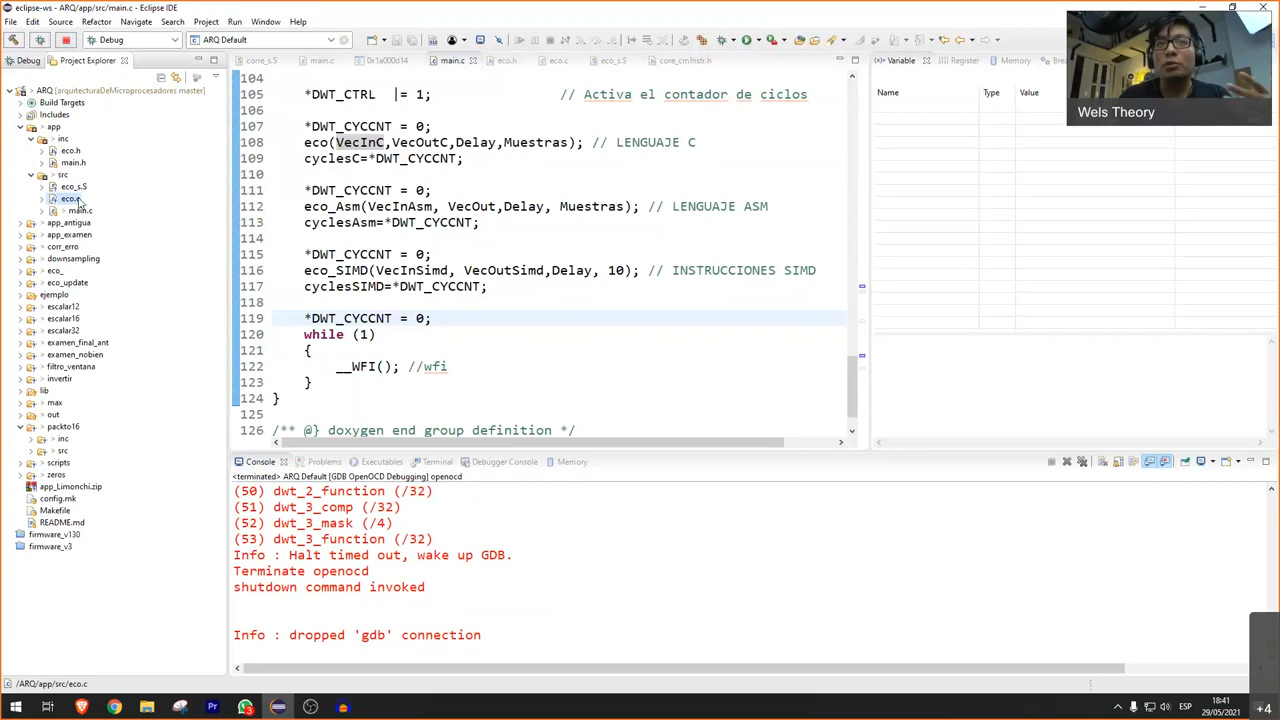 eclipse-ws - ARQ/app/src/main.c - Eclipse IDE
File Edit Source Refactor Navigate Search Project Run Window Help
Debug
ARQ Default
Debug
Project Explorer
core_s.S
main.c
0x1a000d14
main.c
eco.h
eco.c
eco_s.S
core_cmInstr.h
Variable
Register
Memory
Name Type Value
ARQ [arquitecturaDeMicroprocesadores master]
Build Targets
Includes
app
inc
eco.h
main.h
src
eco_s.S
eco.c
> main.c
app_antigua
app_examen
corr_erro
downsampling
eco_
eco_update
ejemplo
escalar12
escalar16
escalar32
examen_final_ant
examen_nobien
filtro_ventana
invertir
lib
max
out
packto16
inc
src
scripts
zeros
app_Limonchi.zip
config.mk
Makefile
README.md
firmware_v130
firmware_v3
104
105 *DWT_CTRL |= 1; // Activa el contador de ciclos
106
107 *DWT_CYCCNT = 0;
108 eco(VecInC,VecOutC,Delay,Muestras); // LENGUAJE C
109 cyclesC=*DWT_CYCCNT;
110
111 *DWT_CYCCNT = 0;
112 eco_Asm(VecInAsm, VecOut,Delay, Muestras); // LENGUAJE ASM
113 cyclesAsm=*DWT_CYCCNT;
114
115 *DWT_CYCCNT = 0;
116 eco_SIMD(VecInSimd, VecOutSimd,Delay, 10); // INSTRUCCIONES SIMD
117 cyclesSIMD=*DWT_CYCCNT;
118
119 *DWT_CYCCNT = 0;
120 while (1)
121 {
122 __WFI(); //wfi
123 }
124 }
125
126 /** @} doxygen end group definition */
Wels Theory
Console Problems Executables Terminal Debugger Console Memory
<terminated> ARQ Default [GDB OpenOCD Debugging] openocd
(50) dwt_2_function (/32)
(51) dwt_3_comp (/32)
(52) dwt_3_mask (/4)
(53) dwt_3_function (/32)
Info : Halt timed out, wake up GDB.
Terminate openocd
shutdown command invoked
Info : dropped 'gdb' connection
/ARQ/app/src/eco.c
ESP
18:41
29/05/2021
+4